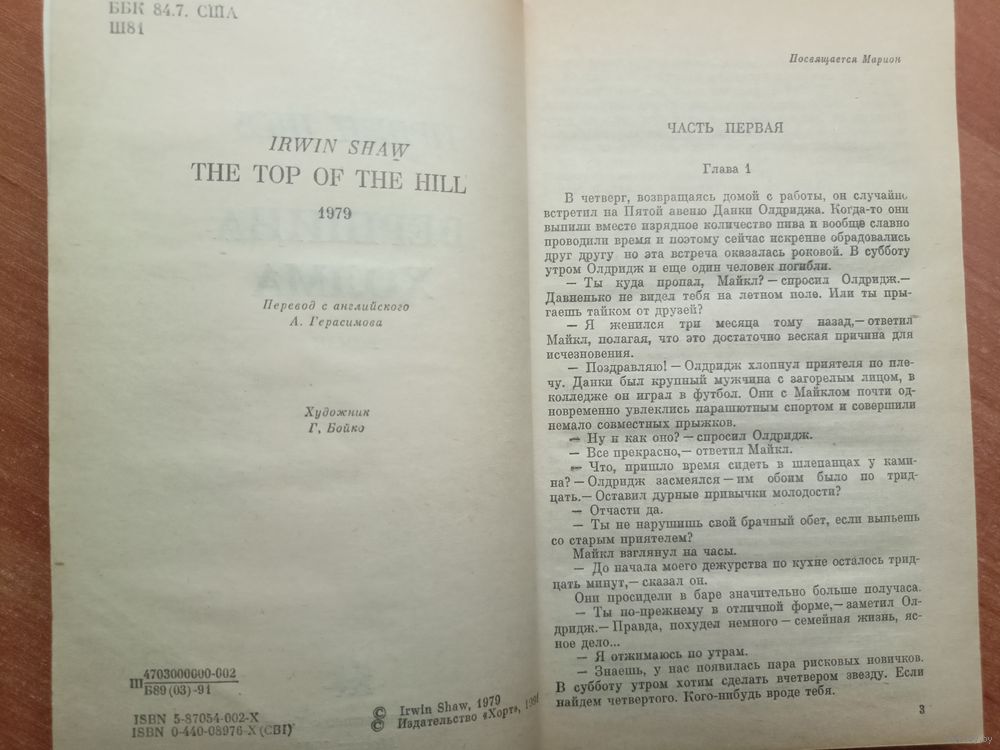 ББК 84.7. США
Ш81
IRWIN SHAW
THE TOP OF THE HILL
1979
Перевод с английского
А. Герасимова
Художник
Г. Бойко
Ш 4703000000-002
Б89(03)-91
ISBN 5-87054-002-X
ISBN 0-440-08976-X (СВІ)
© Irwin Shaw, 1979
© Издательство «Хорт»,
Посвящается Марион
ЧАСТЬ ПЕРВАЯ
Глава 1
В четверг, возвращаясь домой с работы, он случайно
встретил на Пятой авеню Данки Олдриджа. Когда-то они
выпили вместе изрядное количество пива и вообще славно
проводили время и поэтому сейчас искренне обрадовались
друг другу но эта встреча оказалась роковой. В субботу
утром Олдридж и еще один человек погибли.
— Ты куда пропал, Майкл? — спросил Олдридж.—
Давненько не видел тебя на летном поле. Или ты пры-
гаешь тайком от друзей?
— Я женился три месяца тому назад,— ответил
Майкл, полагая, что это достаточно веская причина для
исчезновения.
— Поздравляю! — Олдридж хлопнул приятеля по пле-
чу. Данки был крупный мужчина с загорелым лицом, в
колледже он играл в футбол. Они с Майклом почти од-
новременно увлеклись парашютным спортом и совершили
немало совместных прыжков.
— Ну и как оно? — спросил Олдридж.
— Все прекрасно,— ответил Майкл.
— Что, пришло время сидеть в шлепанцах у ками-
на? — Олдридж засмеялся — им обоим было по трид-
цать.— Оставил дурные привычки молодости?
— Отчасти да.
— Ты не нарушишь свой брачный обет, если выпьешь
со старым приятелем?
Майкл взглянул на часы.
— До начала моего дежурства по кухне осталось трид-
цать минут,— сказал он.
Они просидели в баре значительно больше получаса.
— Ты по-прежнему в отличной форме,— заметил Ол-
дридж.— Правда, похудел немного — семейная жизнь, яс-
ное дело...
— Я отжимаюсь по утрам.
— Знаешь, у нас появилась пара рисковых новичков.
В субботу утром хотим сделать вчетвером звезду. Если
найдем четвертого. Кого-нибудь вроде тебя.
3